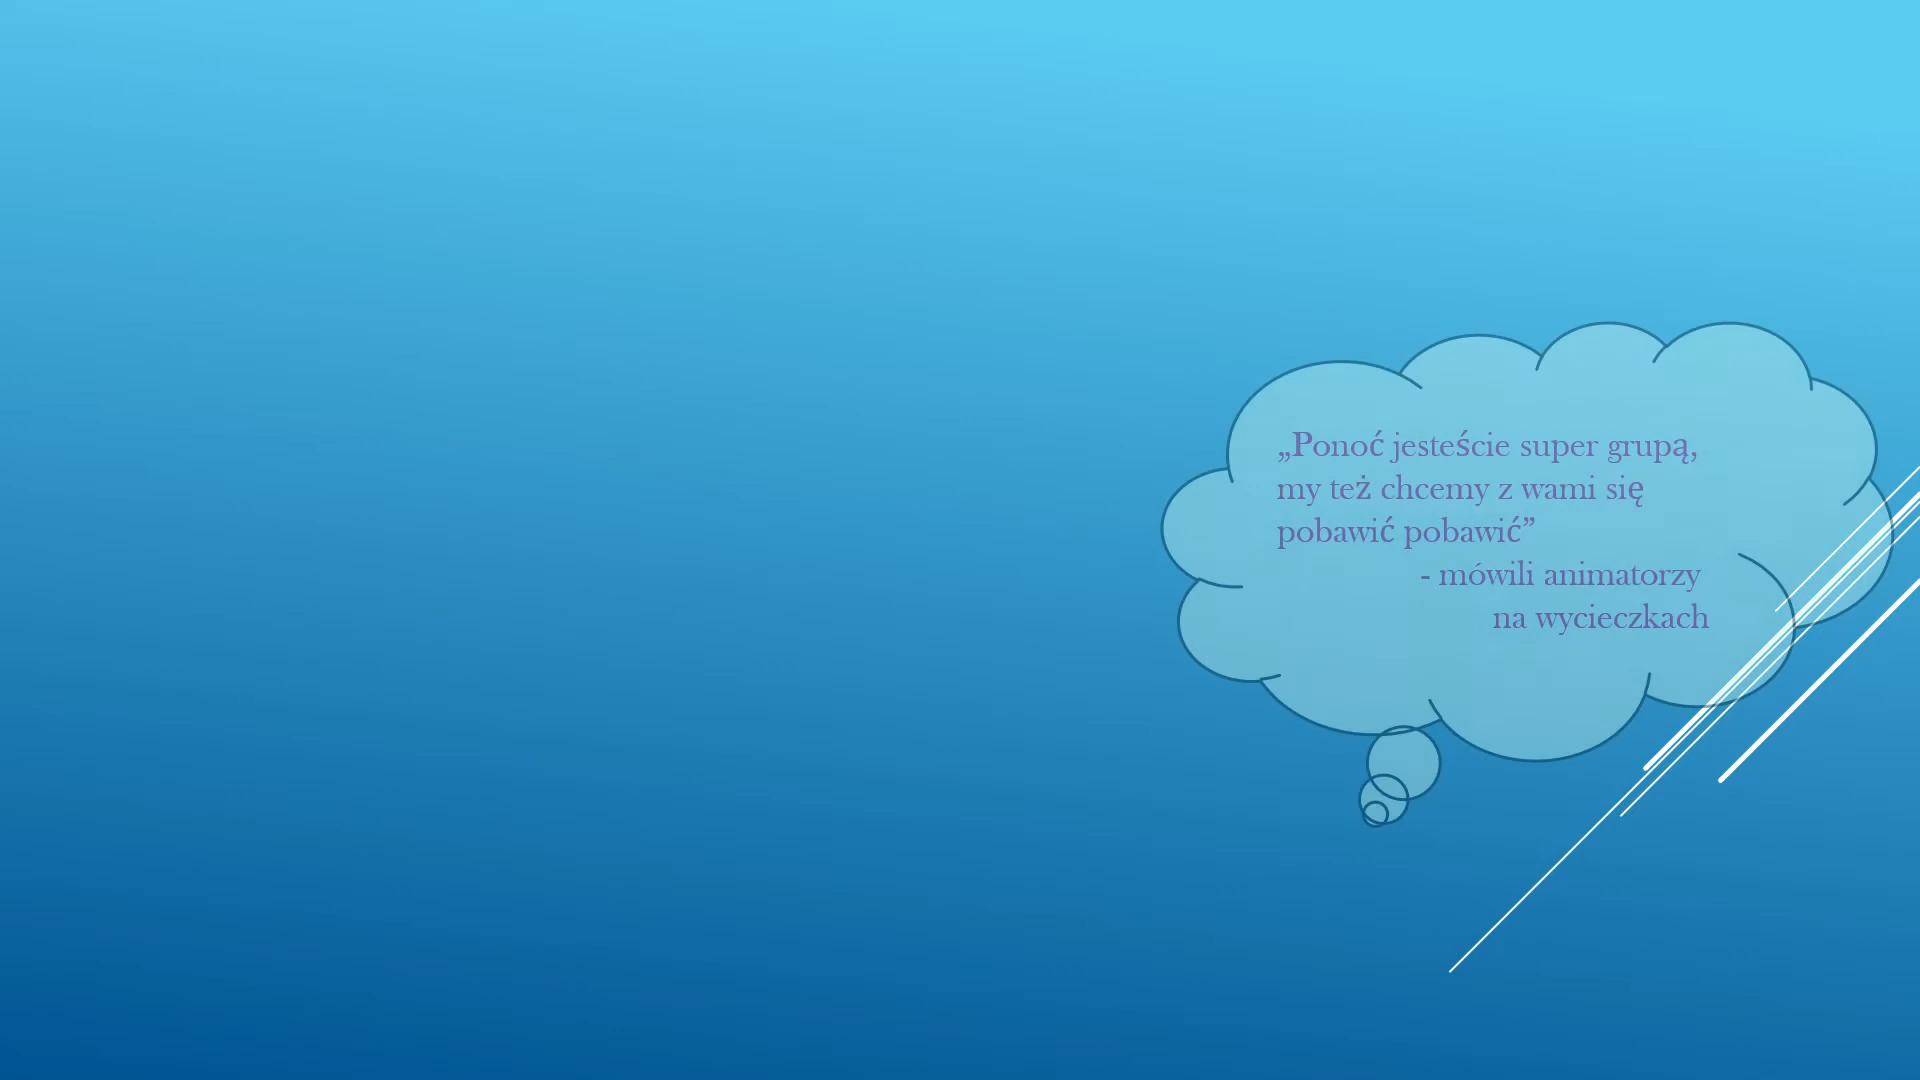 „Ponoć jesteście super grupą,
my też chcemy z wami się
pobawić pobawić”
- mówili animatorzy
na wycieczkach